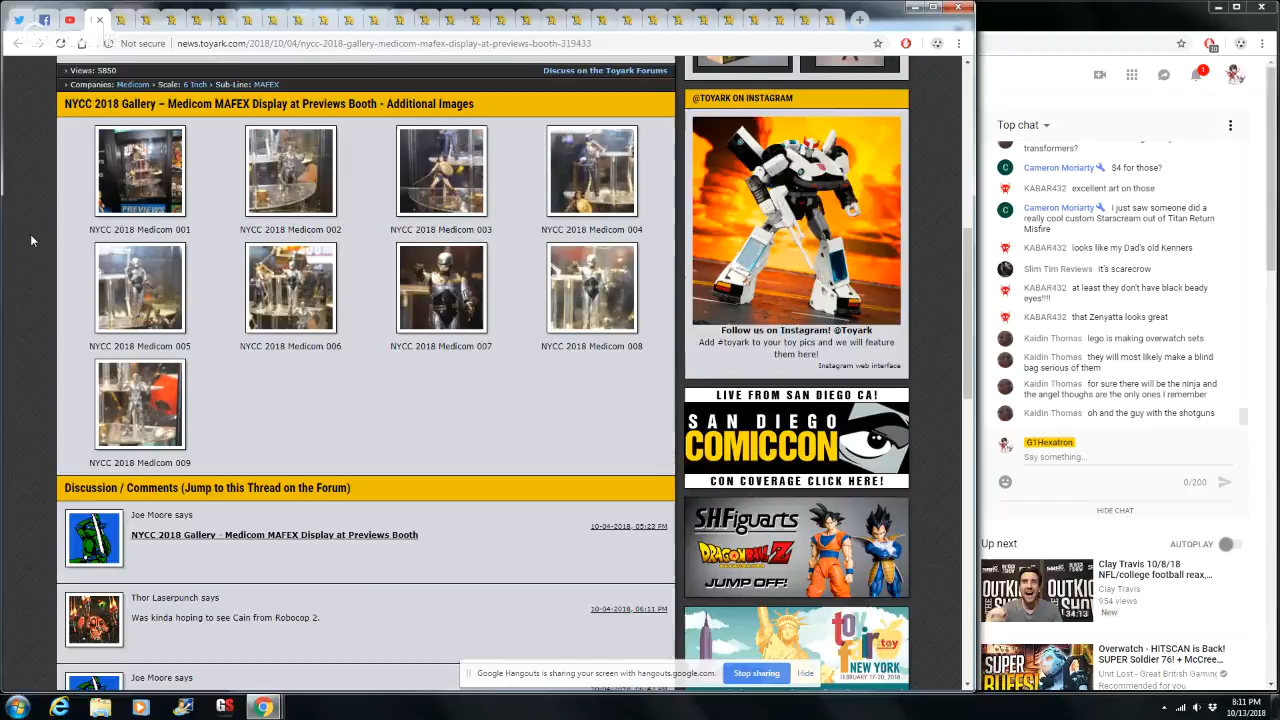 Not secure
news.toyark.com/2018/10/04/nycc-2018-gallery-medicom-mafex-display-at-previews-booth-319433
› Views: 5850
Discuss on the Toyark Forums
› Companies: Medicom › Scale: 6 Inch › Sub-Line: MAFEX
NYCC 2018 Gallery – Medicom MAFEX Display at Previews Booth - Additional Images
PREVIEWS
NYCC 2018 Medicom 001
NYCC 2018 Medicom 002
NYCC 2018 Medicom 003
NYCC 2018 Medicom 004
NYCC 2018 Medicom 005
NYCC 2018 Medicom 006
NYCC 2018 Medicom 007
NYCC 2018 Medicom 008
NYCC 2018 Medicom 009
Discussion / Comments (Jump to this Thread on the Forum)
Joe Moore says
10-04-2018, 05:23 PM
NYCC 2018 Gallery - Medicom MAFEX Display at Previews Booth
Thor Laserpunch says
10-04-2018, 06:11 PM
Was kinda hoping to see Cain from Robocop 2.
Joe Moore says
@TOYARK ON INSTAGRAM
Follow us on Instagram! @Toyark
Add #toyark to your toy pics and we will feature
them here!
Instagram web interface
LIVE FROM SAN DIEGO CA!
SAN DIEGO
COMICCON
CON COVERAGE CLICK HERE!
SHFiguarts
DRAGONBALL Z
JUMP OFF!
toy
fair
NEW YORK
FEBRUARY 17-20, 2018
Google Hangouts is sharing your screen with hangouts.google.com.
Stop sharing
Hide
10
1
Top chat
transformers?
Cameron Moriarty $4 for those?
KABAR432 excellent art on those
Cameron Moriarty I just saw someone did a
really cool custom Starscream out of Titan Return
Misfire
KABAR432 looks like my Dad's old Kenners
Slim Tim Reviews It's scarecrow
KABAR432 at least they don't have black beady
eyes!!!!
KABAR432 that Zenyatta looks great
Kaidin Thomas lego is making overwatch sets
Kaidin Thomas they will most likely make a blind
bag serious of them
Kaidin Thomas for sure there will be the ninja and
the angel thoughs are the only ones I remember
Kaidin Thomas oh and the guy with the shotguns
G1Hexatron
Say something...
0/200
HIDE CHAT
Up next
AUTOPLAY
Clay Travis 10/8/18
NFL/college football reax,...
Clay Travis
954 views
New
34:13
Overwatch - HITSCAN is Back!
SUPER Soldier 76! + McCree...
Unit Lost - Great British Gaming
Recommended for you
SUPER
BUFFS!
GS
8:11 PM
10/13/2018